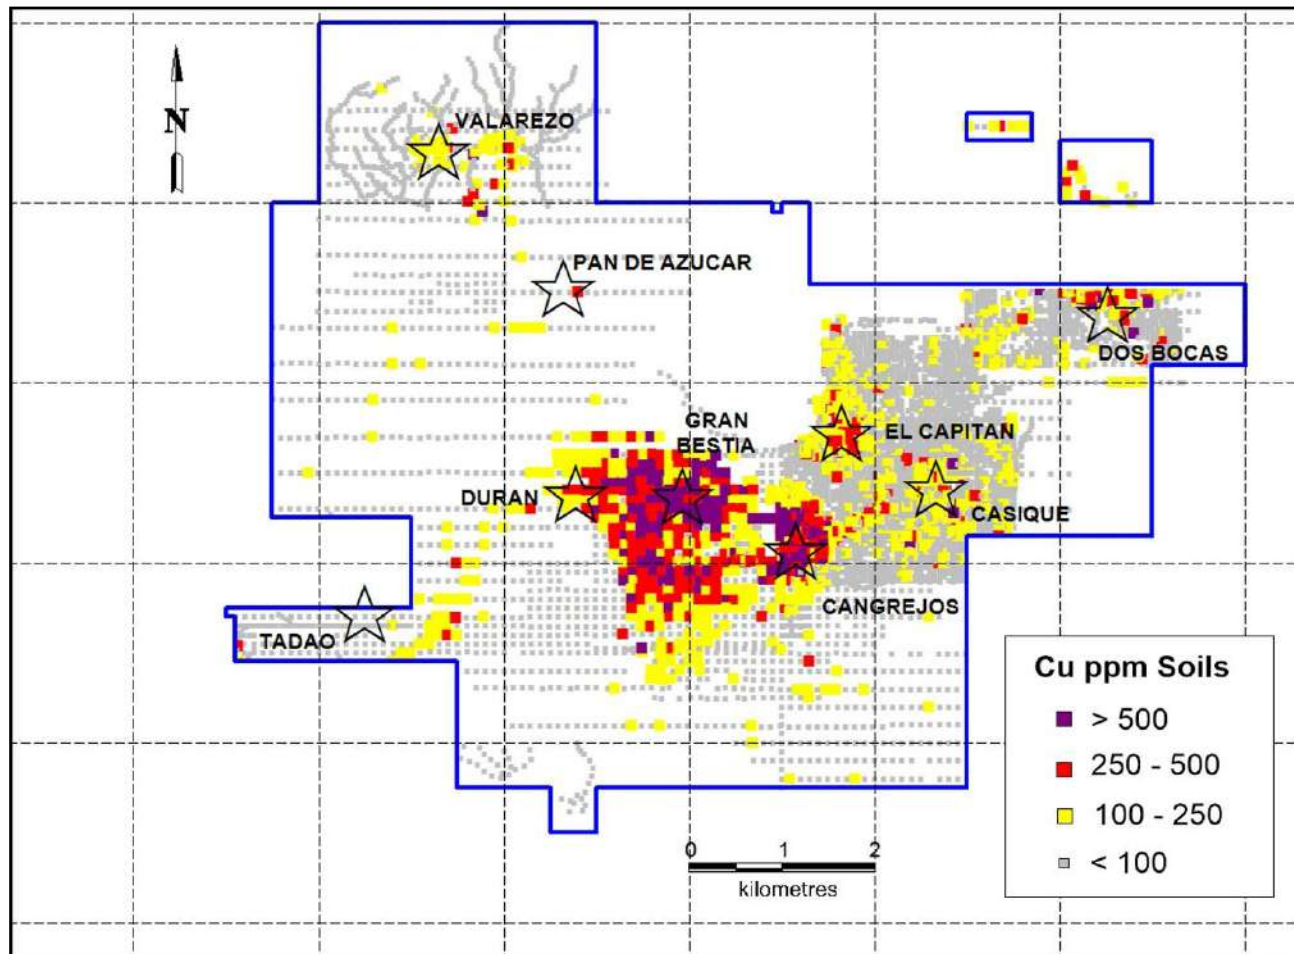 N
VALAREZO
PAN DE AZUCAR
DOS BOCAS
GRAN
BESTIA
EL CAPITAN
DURAN
CASIQUE
CANGREJOS
TADAO
Cu ppm Soils
> 500
250 - 500
100 - 250
< 100
0 1 2
kilometres